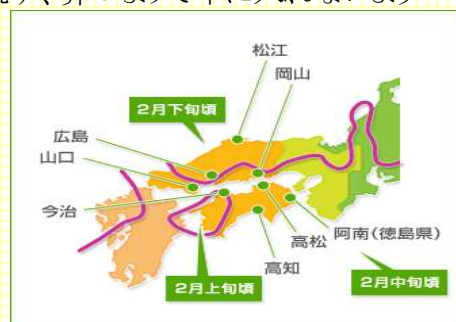 松江
岡山
2月下旬頃
広島
山口
今治
高松
阿南(徳島県)
高知
2月上旬頃
2月中旬頃